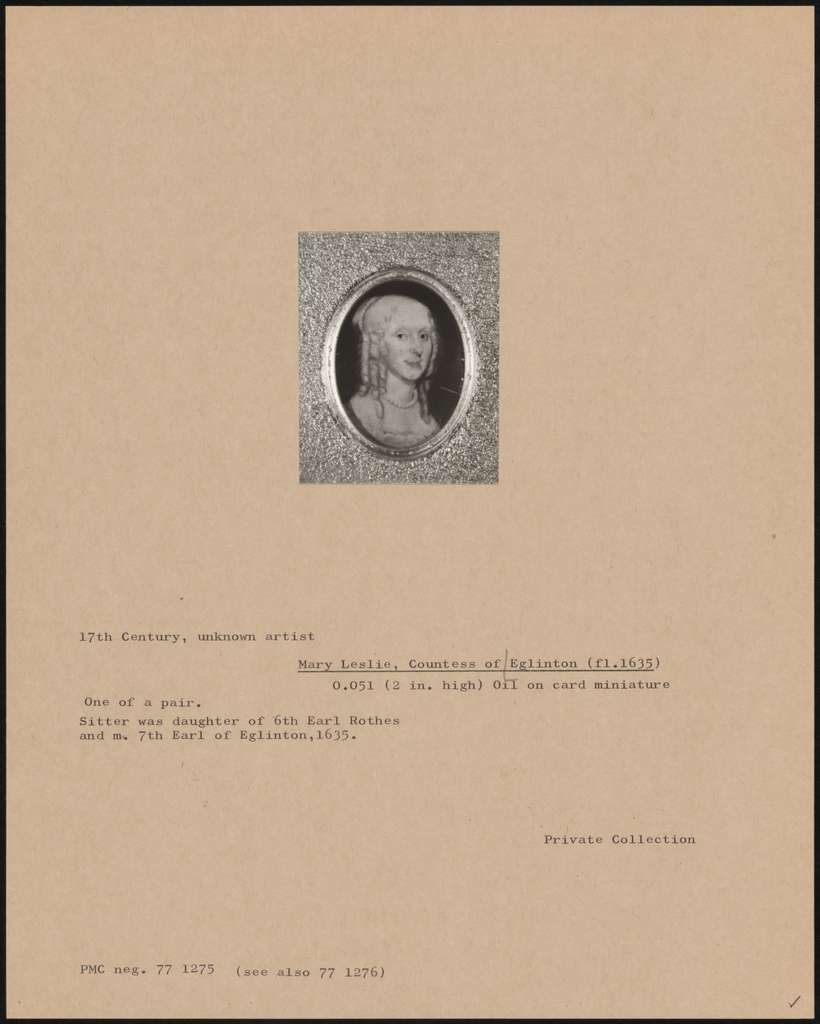 17th Century, unknown artist
Mary Leslie, Countess of Eglinton (fl.1635)
0.051 (2 in. high) Oil on card miniature
One of a pair.
Sitter was daughter of 6th Earl Rothes
and m. 7th Earl of Eglinton,1635.
Private Collection
PMC neg. 77 1275 (see also 77 1276)